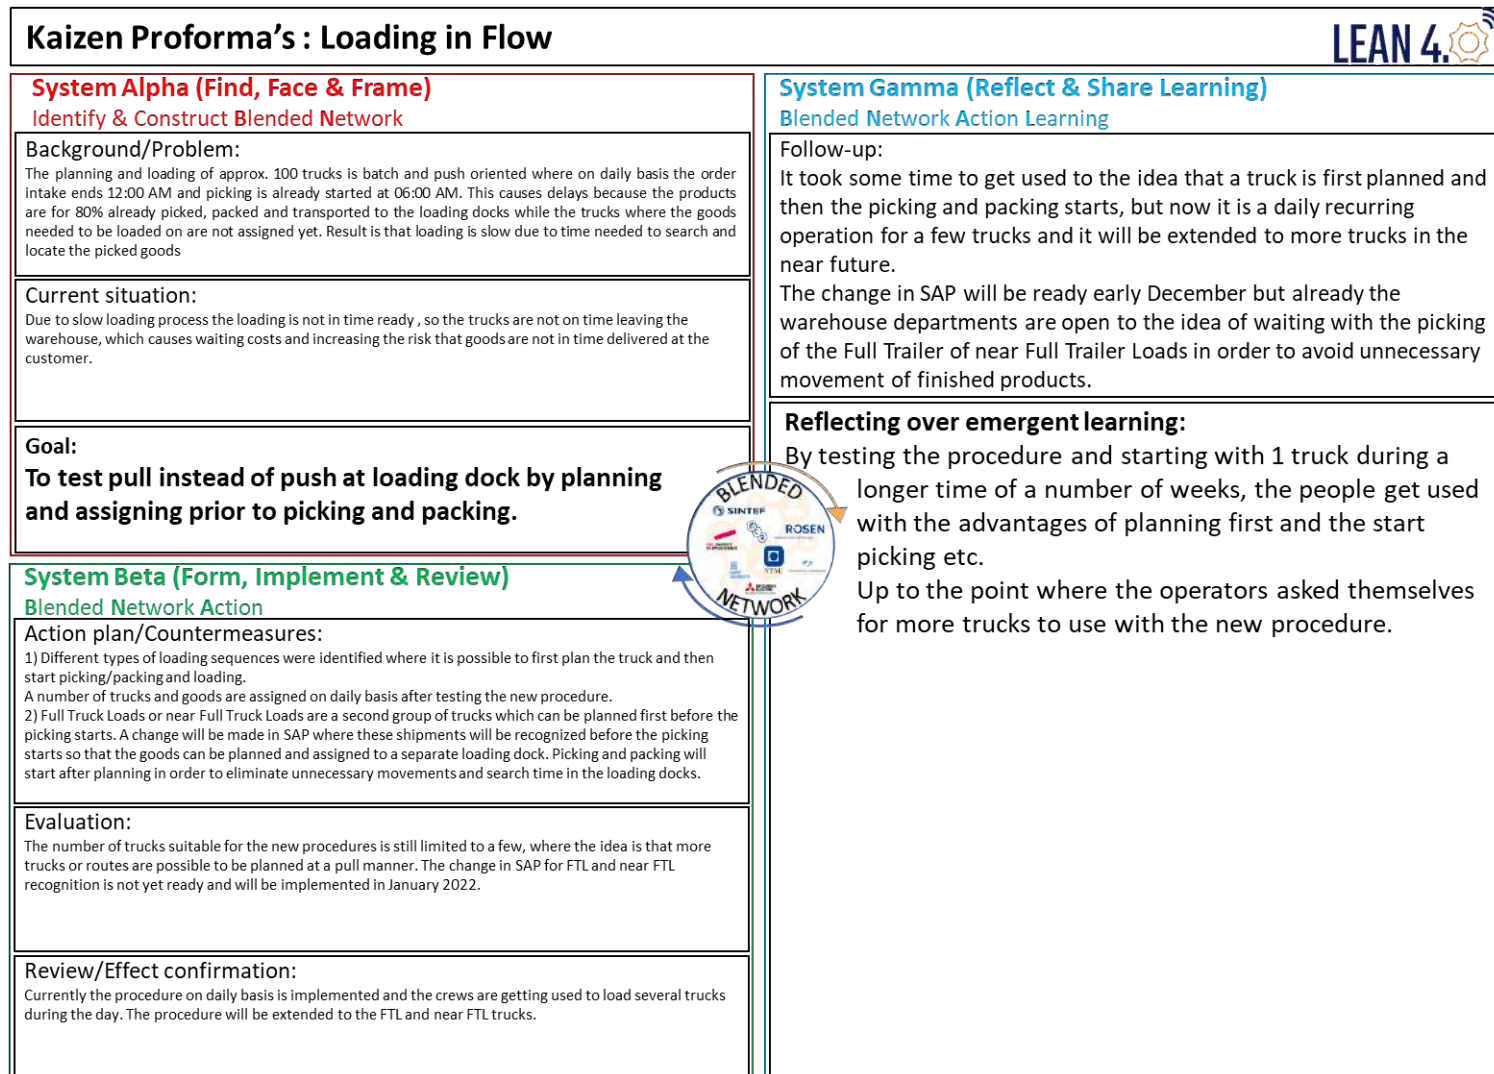 Kaizen Proforma's : Loading in Flow
LEAN 4.
System Alpha (Find, Face & Frame)
Identify & Construct Blended Network
Background/Problem:
The planning and loading of approx. 100 trucks is batch and push oriented where on daily basis the order
intake ends 12:00 AM and picking is already started at 06:00 AM. This causes delays because the products
are for 80% already picked, packed and transported to the loading docks while the trucks where the goods
needed to be loaded on are not assigned yet. Result is that loading is slow due to time needed to search and
locate the picked goods
Current situation:
Due to slow loading process the loading is not in time ready , so the trucks are not on time leaving the
warehouse, which causes waiting costs and increasing the risk that goods are not in time delivered at the
customer.
Goal:
To test pull instead of push at loading dock by planning
and assigning prior to picking and packing.
System Beta (Form, Implement & Review)
Blended Network Action
Action plan/Countermeasures:
1) Different types of loading sequences were identified where it is possible to first plan the truck and then
start picking/packing and loading.
A number of trucks and goods are assigned on daily basis after testing the new procedure.
2) Full Truck Loads or near Full Truck Loads are a second group of trucks which can be planned first before the
picking starts. A change will be made in SAP where these shipments will be recognized before the picking
starts so that the goods can be planned and assigned to a separate loading dock. Picking and packing will
start after planning in order to eliminate unnecessary movements and search time in the loading docks.
Evaluation:
The number of trucks suitable for the new procedures is still limited to a few, where the idea is that more
trucks or routes are possible to be planned at a pull manner. The change in SAP for FTL and near FTL
recognition is not yet ready and will be implemented in January 2022.
Review/Effect confirmation:
Currently the procedure on daily basis is implemented and the crews are getting used to load several trucks
during the day. The procedure will be extended to the FTL and near FTL trucks.
System Gamma (Reflect & Share Learning)
Blended Network Action Learning
Follow-up:
It took some time to get used to the idea that a truck is first planned and
then the picking and packing starts, but now it is a daily recurring
operation for a few trucks and it will be extended to more trucks in the
near future.
The change in SAP will be ready early December but already the
warehouse departments are open to the idea of waiting with the picking
of the Full Trailer of near Full Trailer Loads in order to avoid unnecessary
movement of finished products.
Reflecting over emergent learning:
By testing the procedure and starting with 1 truck during a
longer time of a number of weeks, the people get used
with the advantages of planning first and the start
picking etc.
Up to the point where the operators asked themselves
for more trucks to use with the new procedure.
BLENDED
SINTEF
ROSEN
NTNU
NETWORK